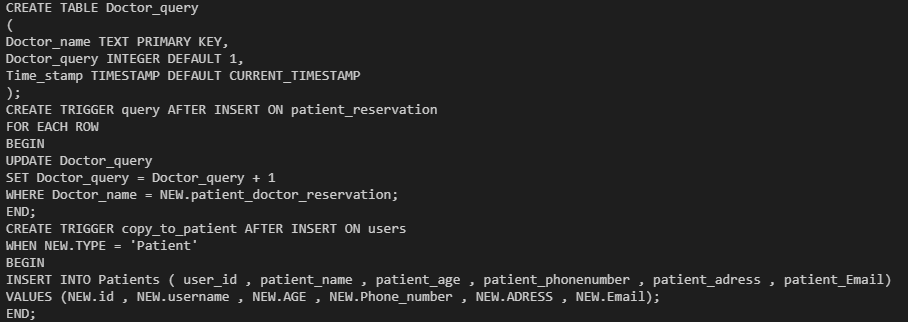 CREATE TABLE Doctor_query
(
Doctor_name TEXT PRIMARY KEY,
Doctor_query INTEGER DEFAULT 1,
Time_stamp TIMESTAMP DEFAULT CURRENT_TIMESTAMP
);
CREATE TRIGGER query AFTER INSERT ON patient_reservation
FOR EACH ROW
BEGIN
UPDATE Doctor_query
SET Doctor_query = Doctor_query + 1
WHERE Doctor_name = NEW.patient_doctor_reservation;
END;
CREATE TRIGGER copy_to_patient AFTER INSERT ON users
WHEN NEW.TYPE = 'Patient'
BEGIN
INSERT INTO Patients ( user_id , patient_name , patient_age , patient_phonenumber , patient_adress , patient_Email)
VALUES (NEW.id , NEW.username , NEW.AGE , NEW.Phone_number , NEW.ADRESS , NEW.Email);
END;